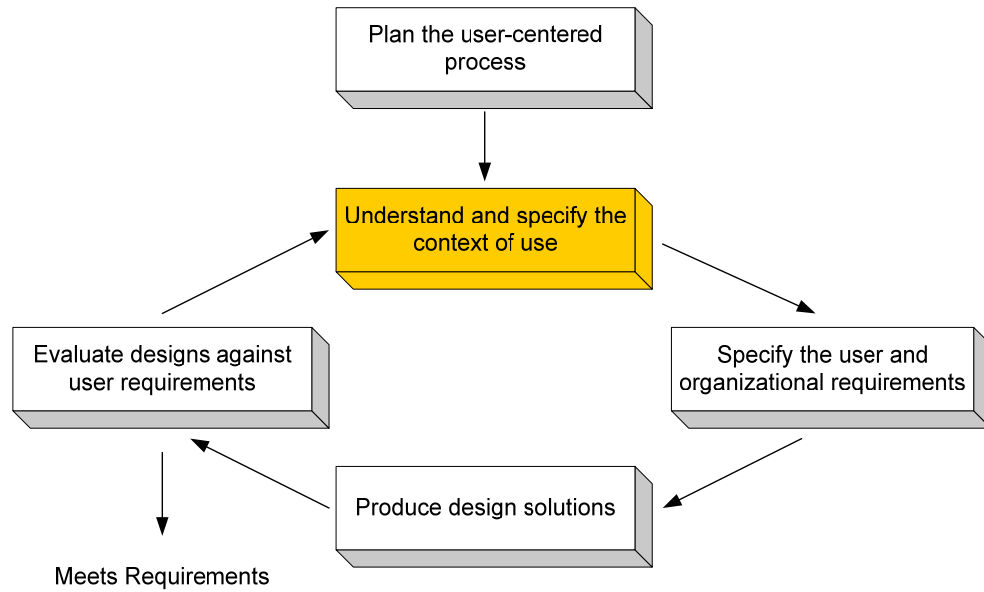 Plan the user-centered
process
Understand and specify the
context of use
Evaluate designs against
user requirements
Specify the user and
organizational requirements
Produce design solutions
Meets Requirements